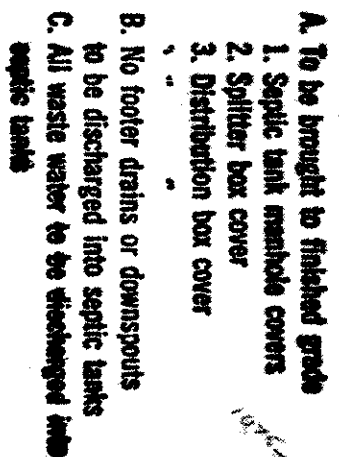 A. To be brought to finished grade
1. Septic tank manhole covers
2. Splitter box cover
3. Distribution box cover
B. No footer drains or downspouts
to be discharged into septic tanks
C. All waste water to be discharged into
septic tanks